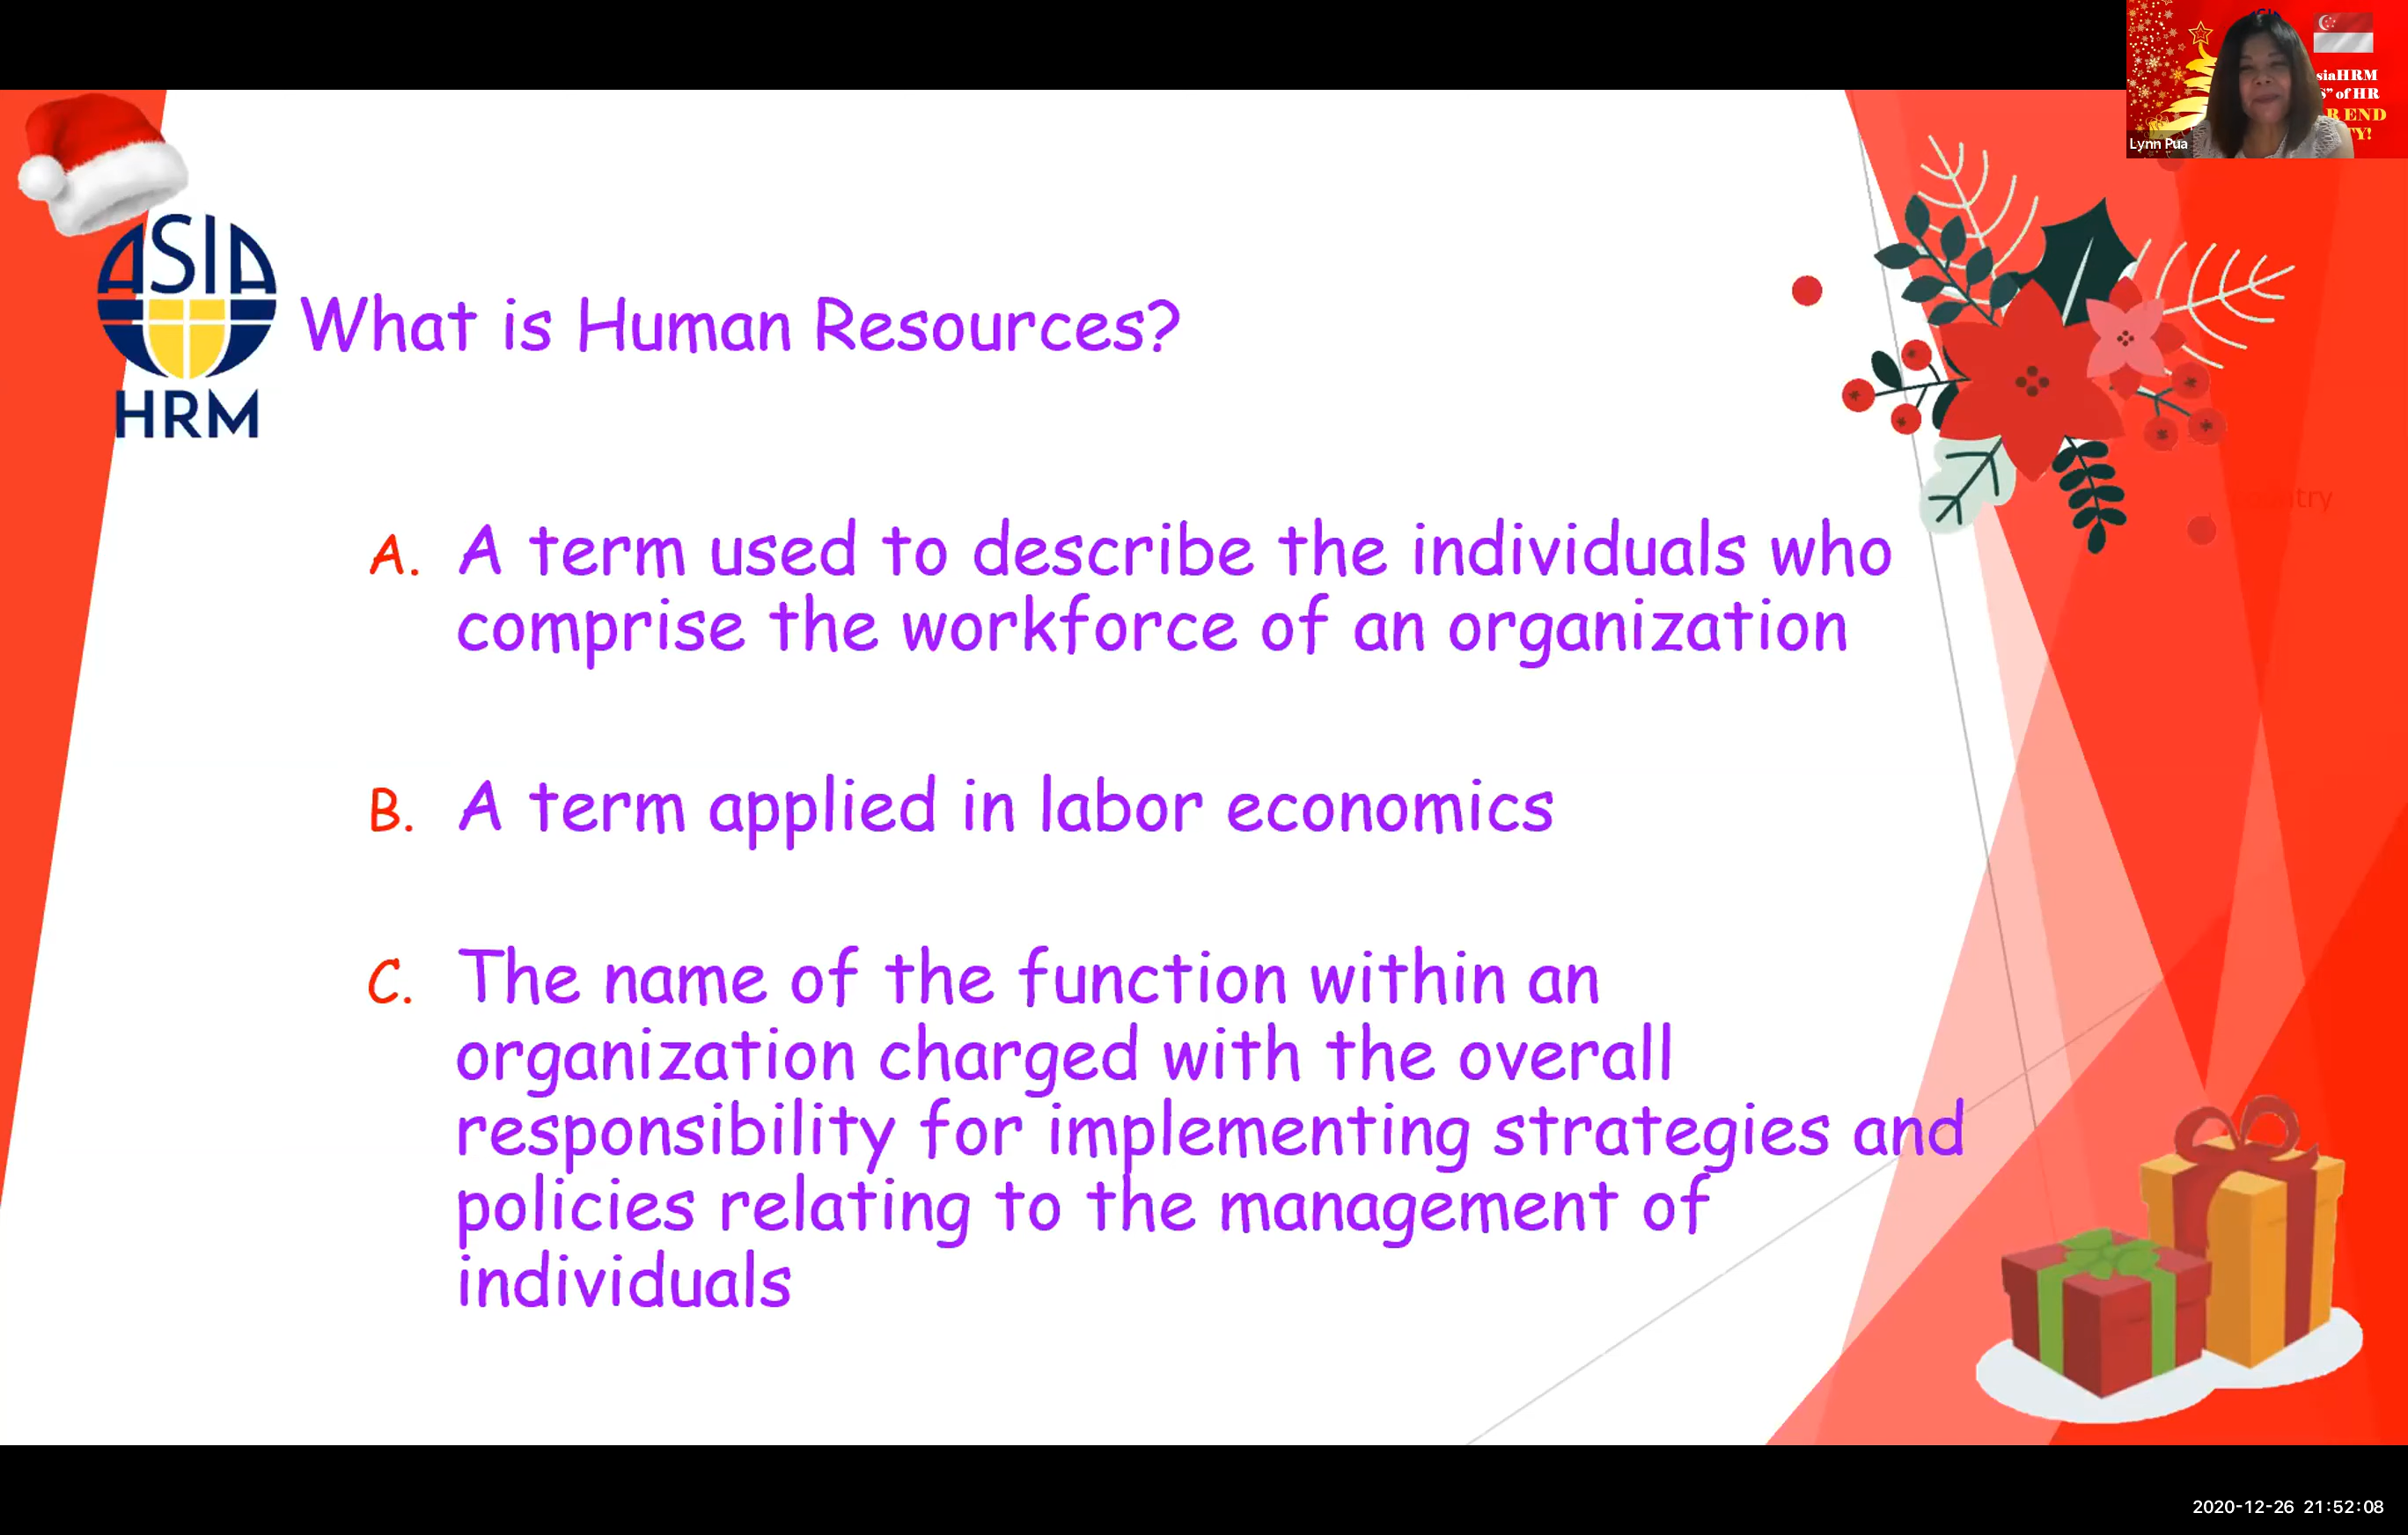 siaHRM
S" of HR
R END
TY!
Lynn Pua
ASIA
HRM
What is Human Resources?
A. A term used to describe the individuals who
comprise the workforce of an organization
B. A term applied in labor economics
C. The name of the function within an
organization charged with the overall
responsibility for implementing strategies and
policies relating to the management of
individuals
2020-12-26 21:52:08